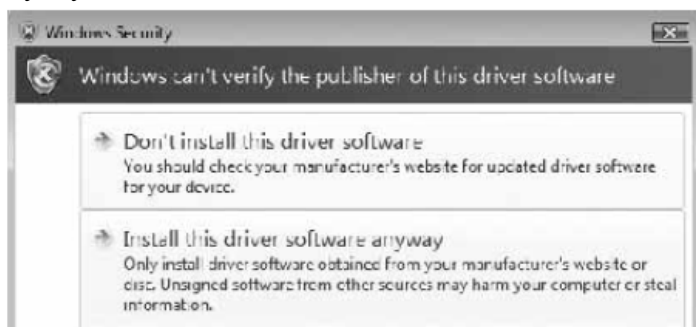 Windows Security
Windows can't verify the publisher of this driver software
Don't install this driver software
You should check your manufacturer's website for updated driver software
for your device.
Install this driver software anyway
Only install driver software obtained from your manufacturer's website or
disc. Unsigned software from other sources may harm your computer or steal
information.